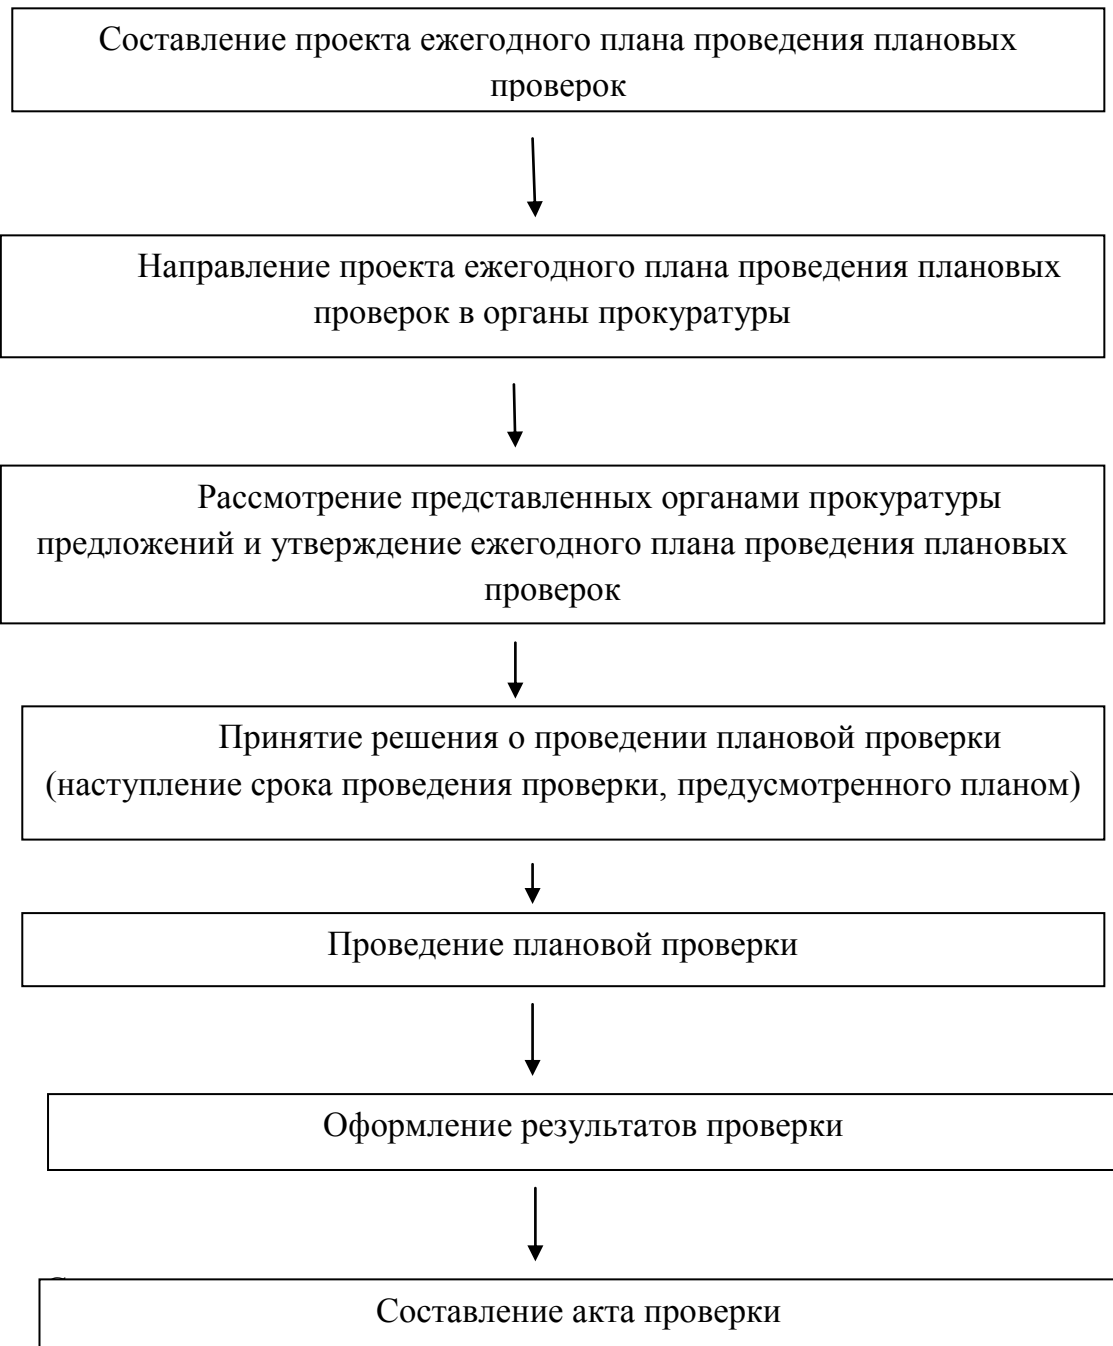 Составление проекта ежегодного плана проведения плановых
проверок
Направление проекта ежегодного плана проведения плановых
проверок в органы прокуратуры
Рассмотрение представленных органами прокуратуры
предложений и утверждение ежегодного плана проведения плановых
проверок
Принятие решения о проведении плановой проверки
(наступление срока проведения проверки, предусмотренного планом)
Проведение плановой проверки
Оформление результатов проверки
Составление акта проверки